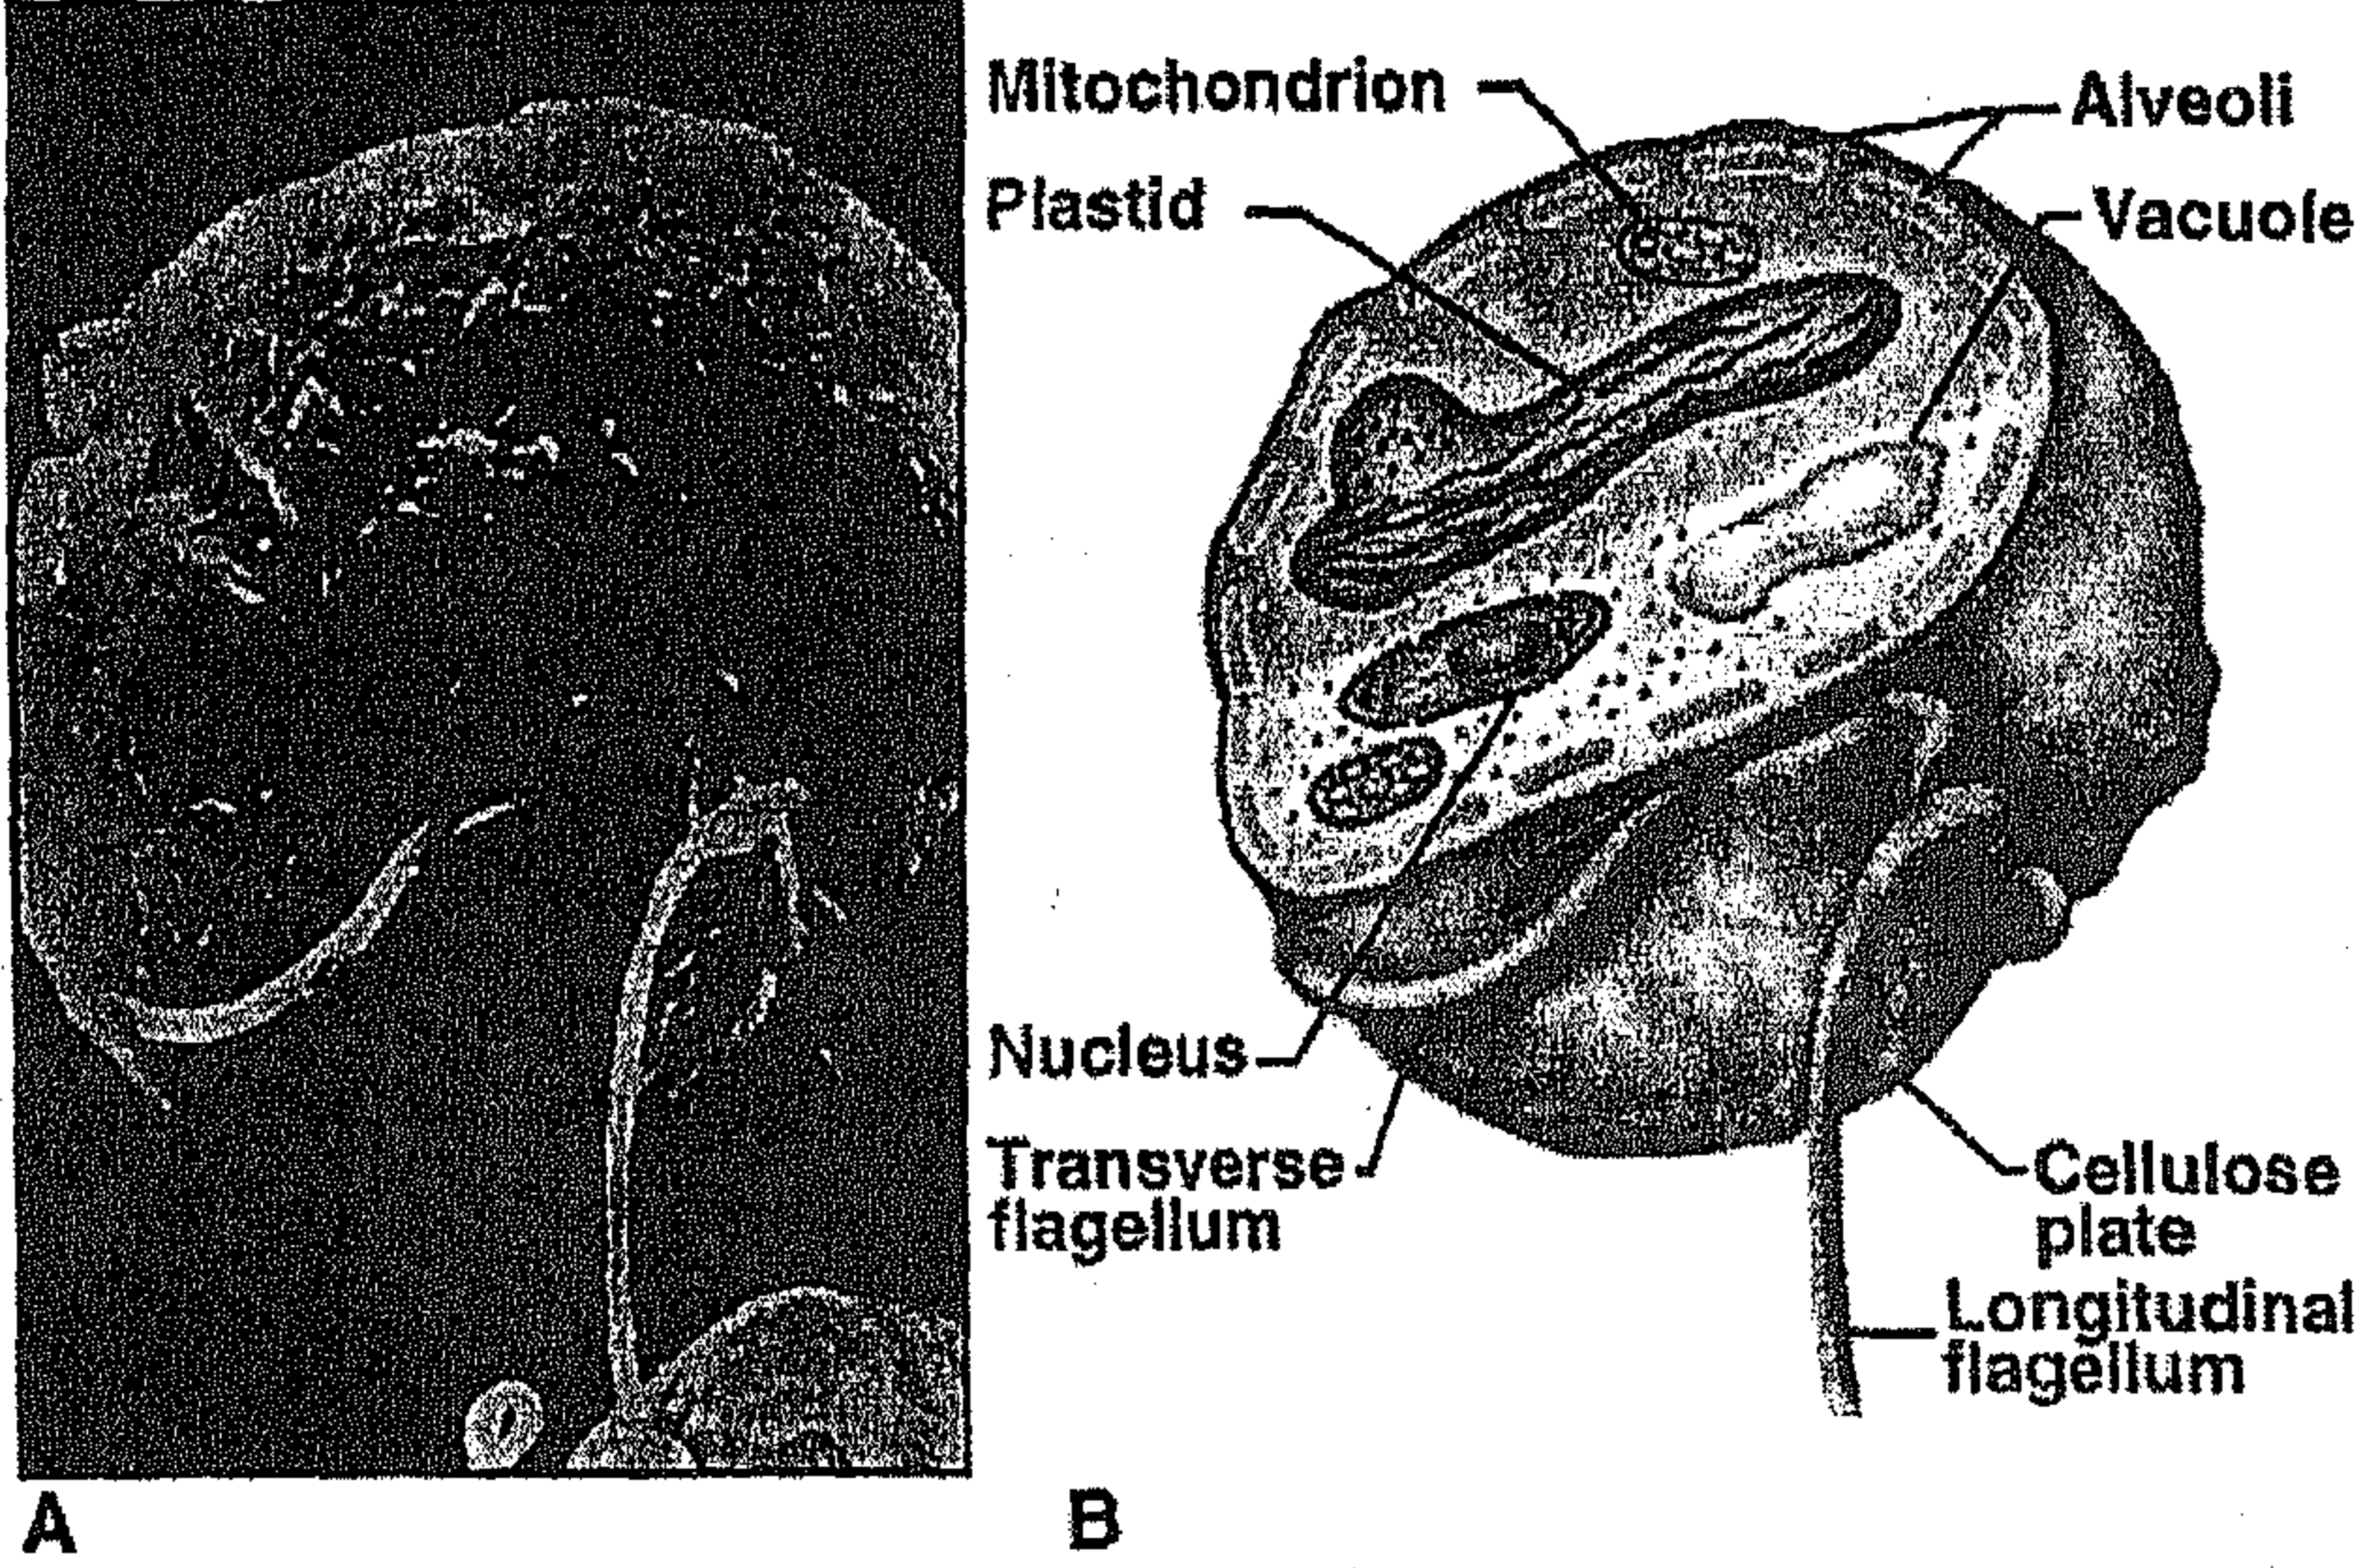 Mitochondrion
Alveoli
Plastid
Vacuole
Nucleus
Transverse
flagellum
Cellulose
plate
Longitudinal
flagellum
A
B